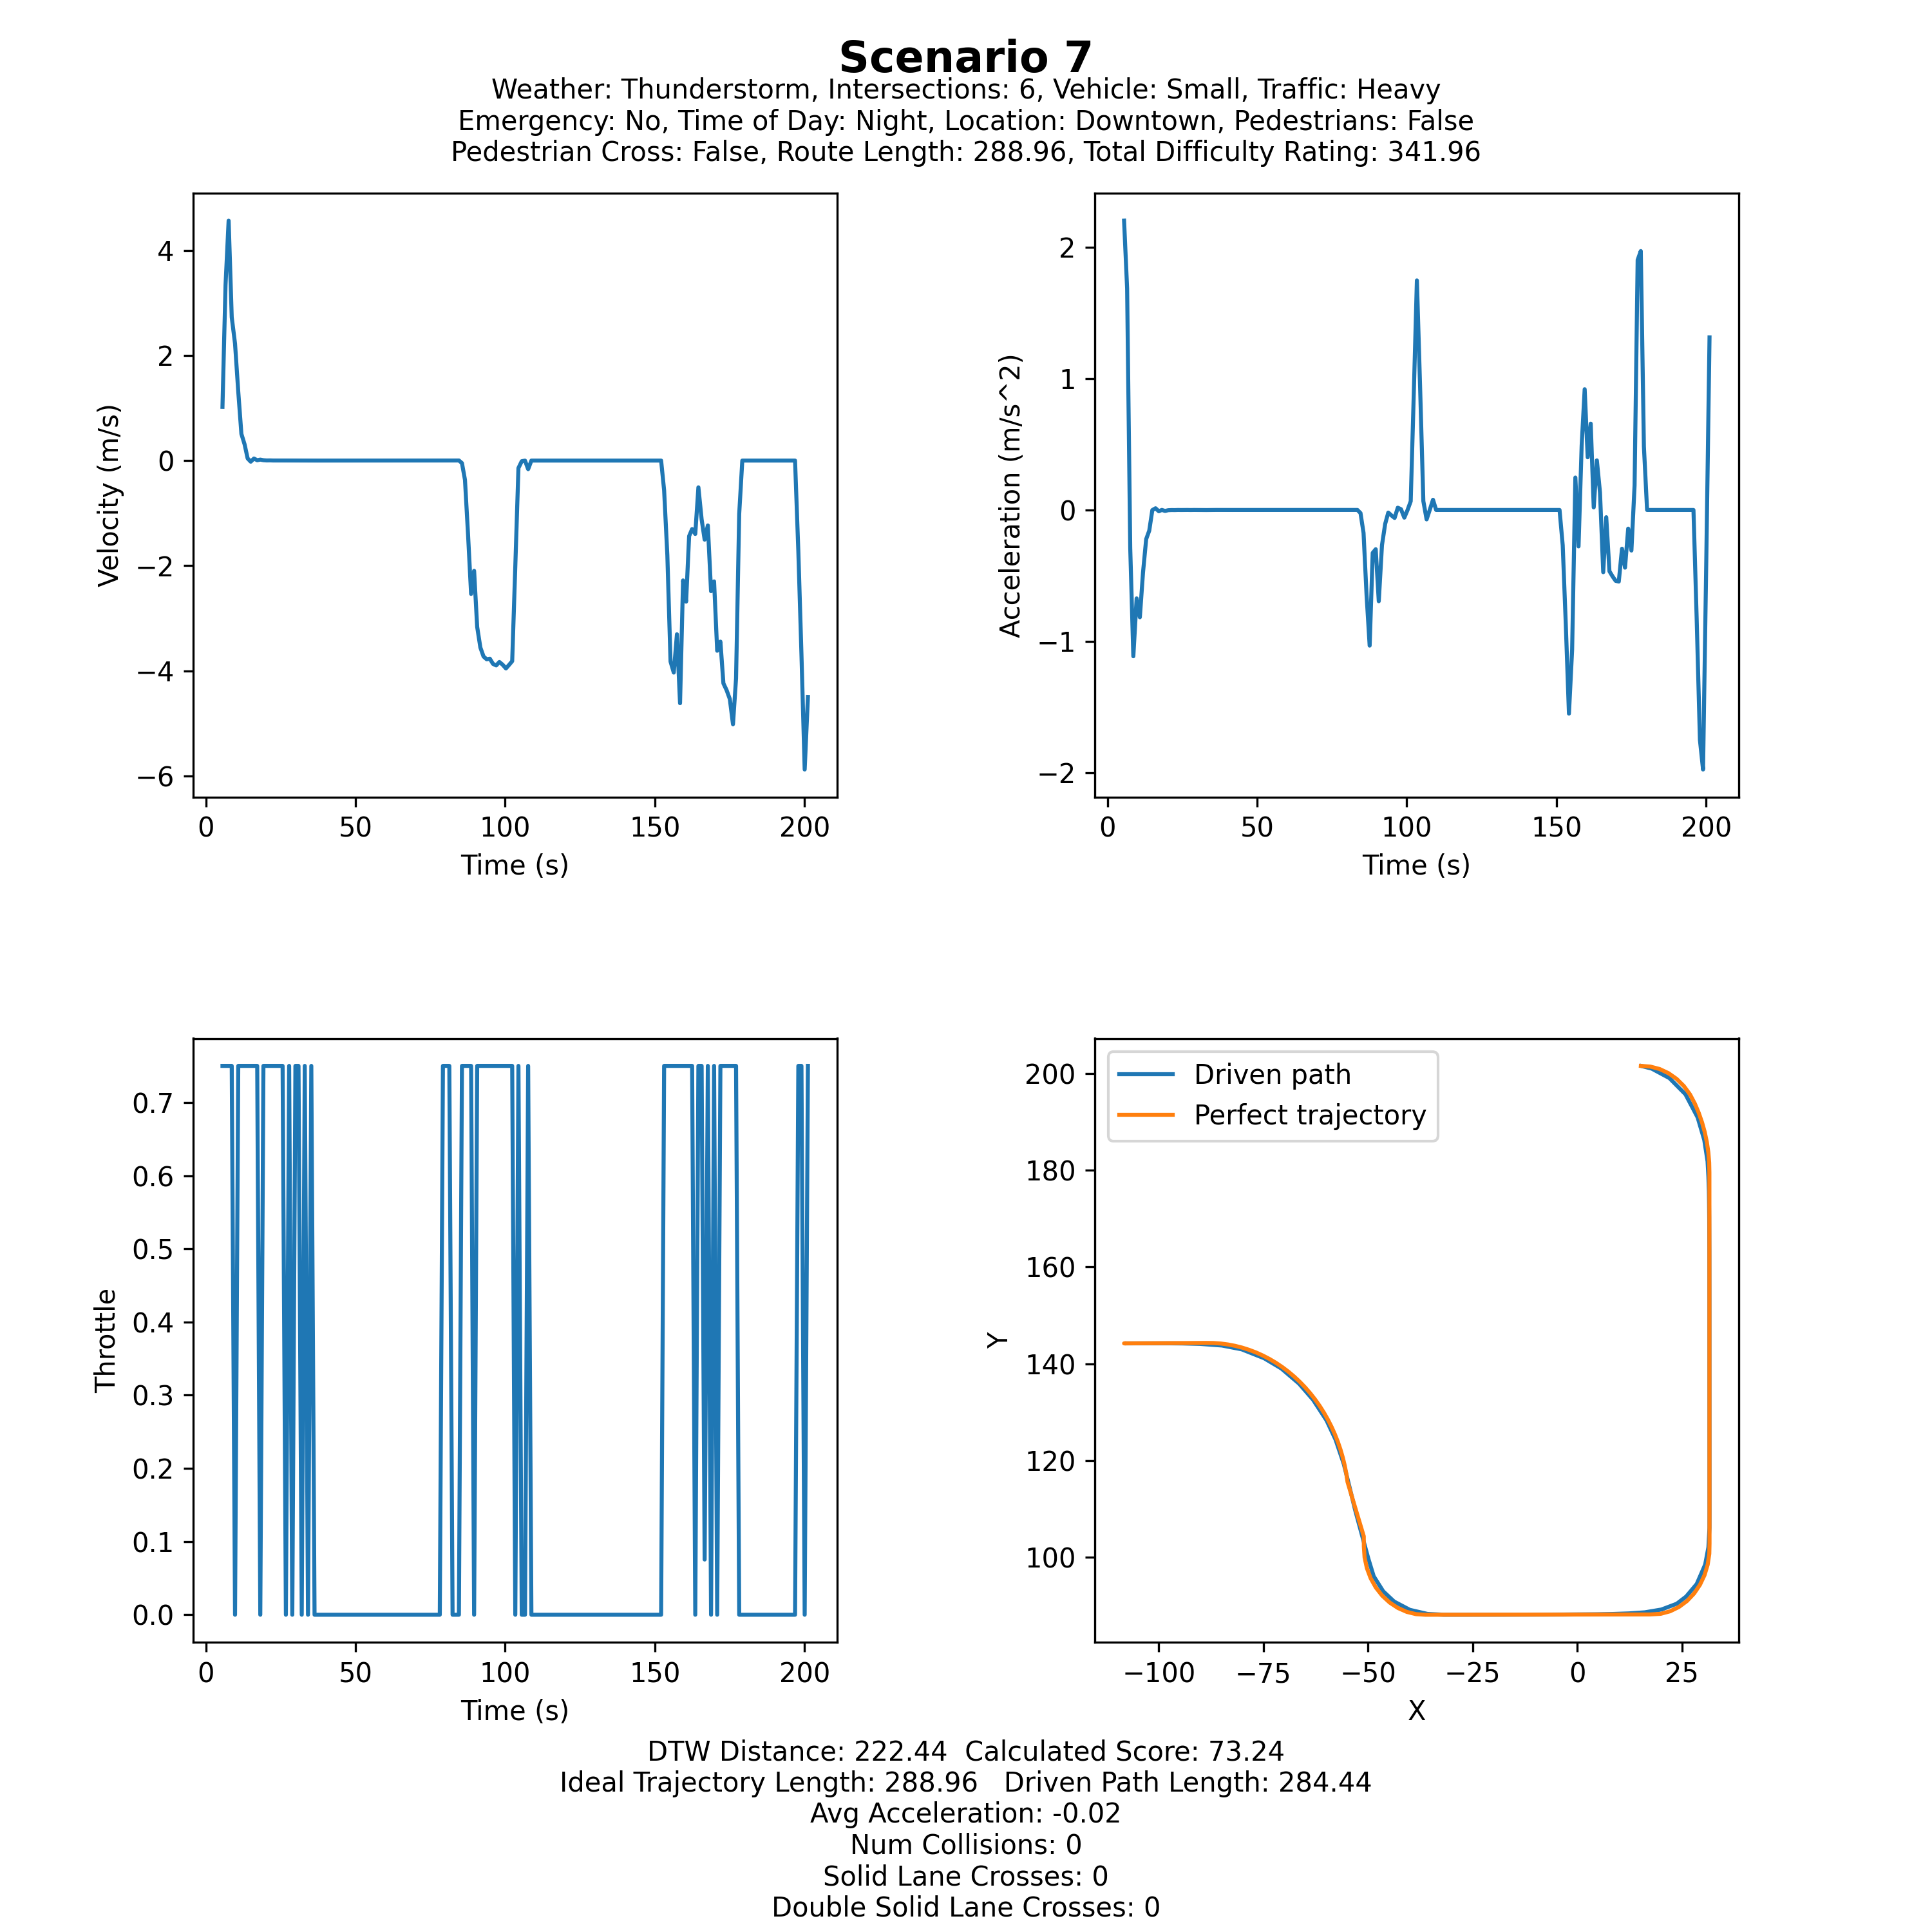 Scenario 7
Weather: Thunderstorm, Intersections: 6, Vehicle: Small, Traffic: Heavy
Emergency: No, Time of Day: Night, Location: Downtown, Pedestrians: False
Pedestrian Cross: False, Route Length: 288.96, Total Difficulty Rating: 341.96
4
2
0
−2
−4
−6
Velocity (m/s)
0 50 100 150 200
Time (s)
2
1
0
−1
−2
Acceleration (m/s^2)
0 50 100 150 200
Time (s)
0.7
0.6
0.5
0.4
0.3
0.2
0.1
0.0
Throttle
0 50 100 150 200
Time (s)
Driven path
Perfect trajectory
200
180
160
140
120
100
Y
−100 −75 −50 −25 0 25
X
DTW Distance: 222.44  Calculated Score: 73.24
Ideal Trajectory Length: 288.96   Driven Path Length: 284.44
Avg Acceleration: -0.02
Num Collisions: 0
Solid Lane Crosses: 0
Double Solid Lane Crosses: 0